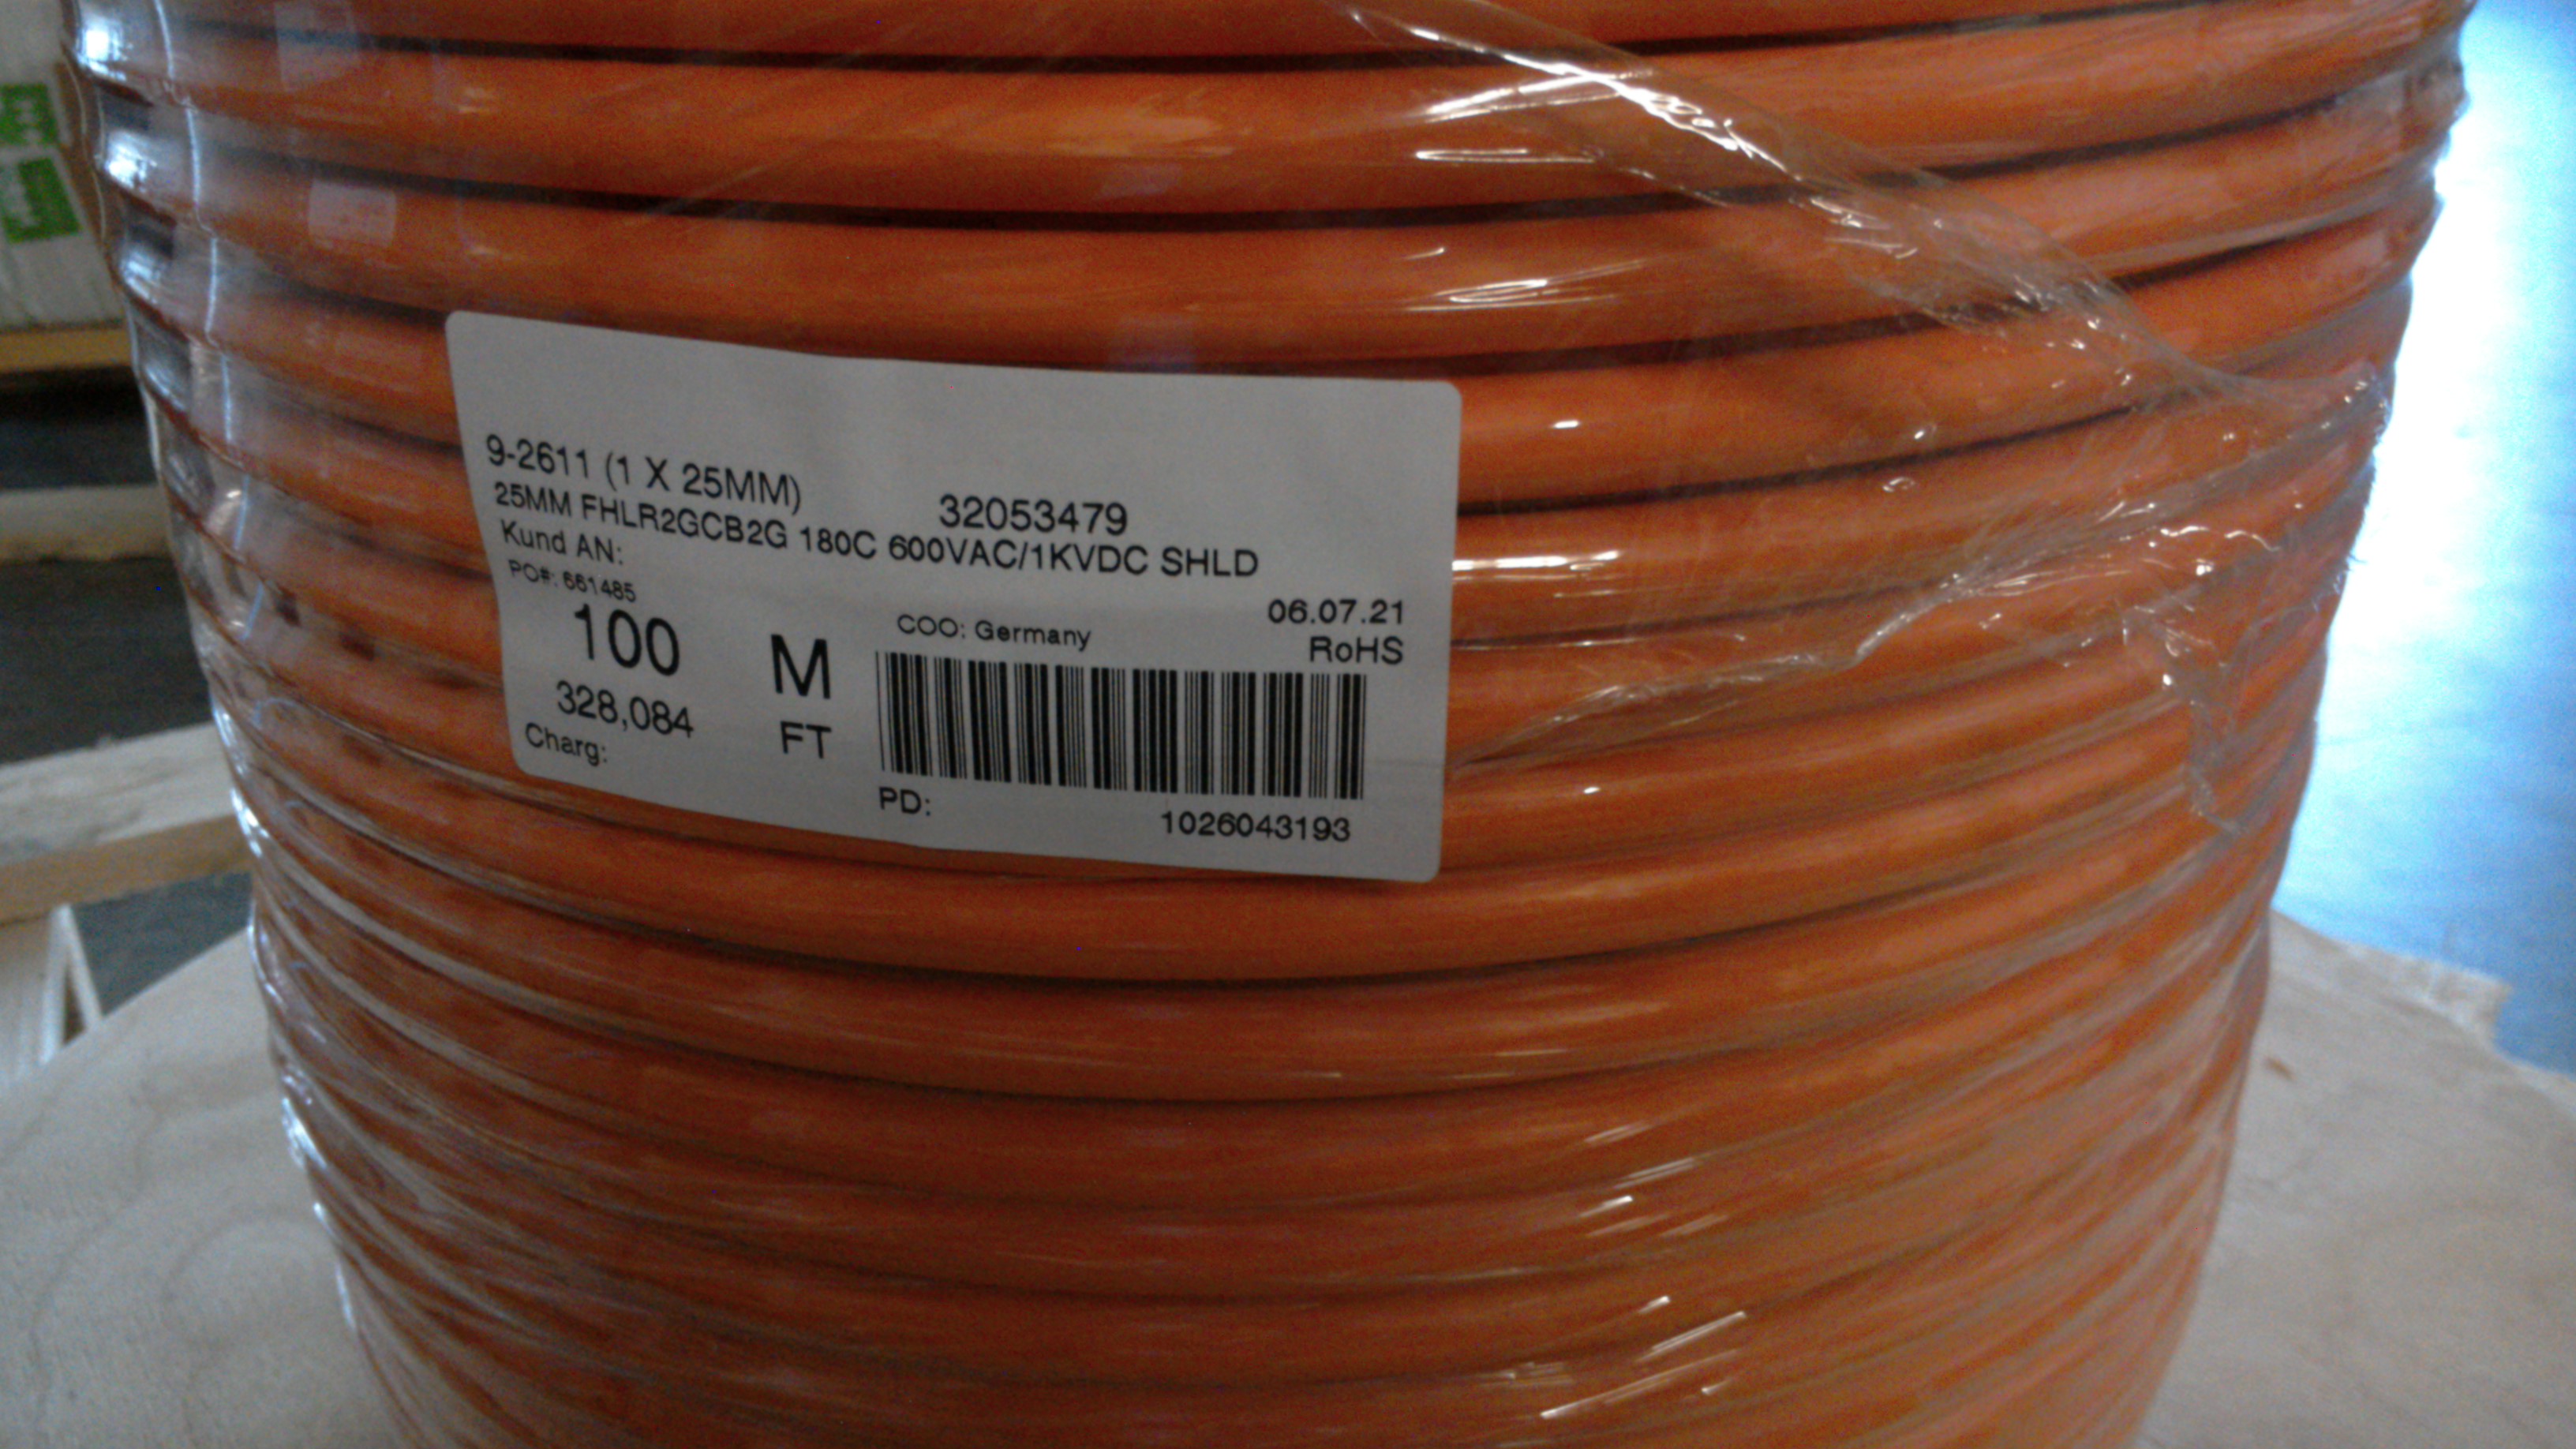 9-2611 (1 X 25MM) 32053479
25MM FHLR2GCB2G 180C 600VAC/1KVDC SHLD
Kund AN:
PO#: 661485
06.07.21
COO: Germany
RoHS
100 M
328,084 FT
Charg:
PD:
1026043193